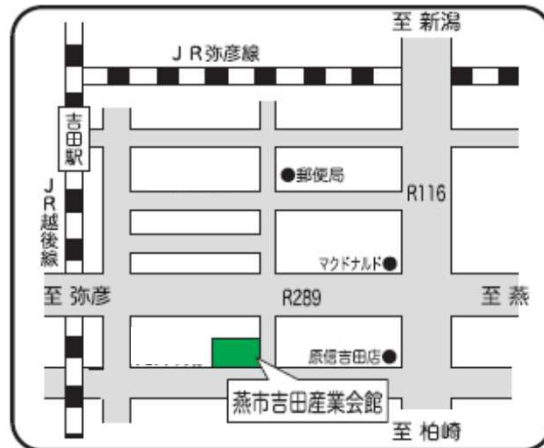 至 新潟
JR弥彦線
吉田駅
●郵便局
JR越後線
R116
マクドナルド●
至 弥彦
R289
至 燕
原信吉田店●
燕市吉田産業会館
至 柏崎